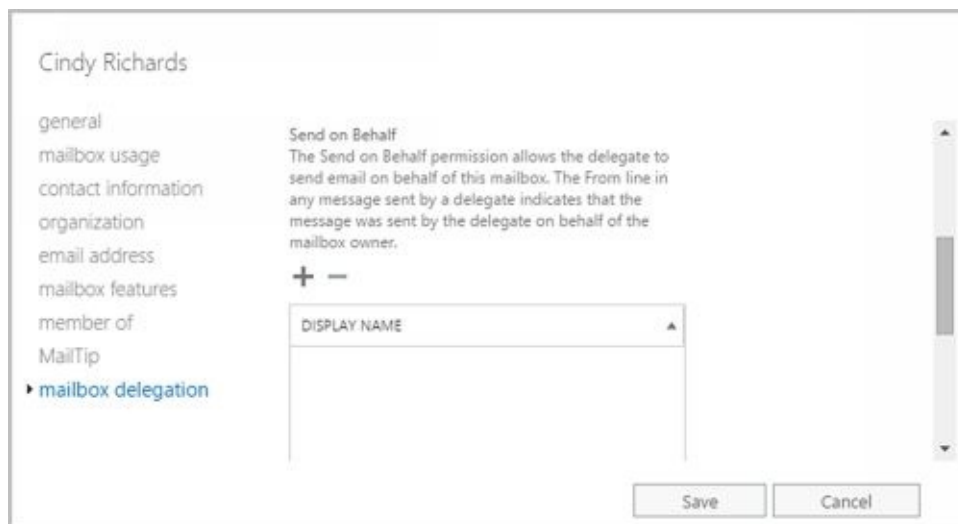 Cindy Richards
general
mailbox usage
contact information
organization
email address
mailbox features
member of
MailTip
mailbox delegation
Send on Behalf
The Send on Behalf permission allows the delegate to
send email on behalf of this mailbox. The From line in
any message sent by a delegate indicates that the
message was sent by the delegate on behalf of the
mailbox owner.
DISPLAY NAME
Save
Cancel